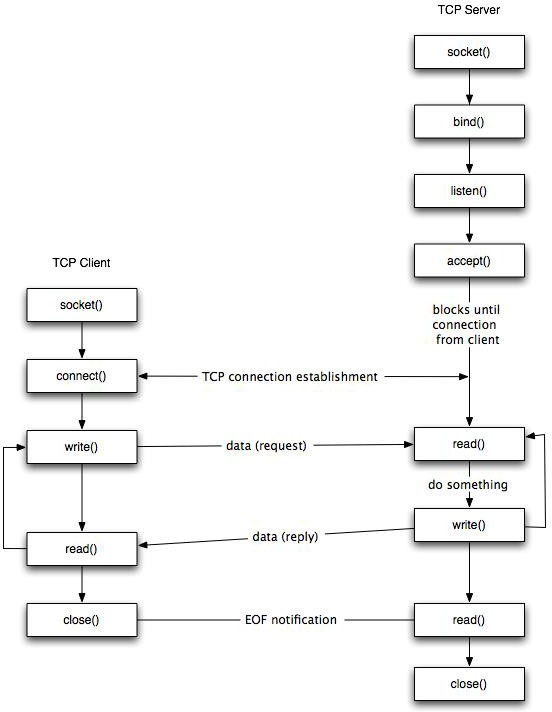 TCP Server
socket()
bind()
listen()
accept()
blocks until
connection
from client
TCP Client
socket()
connect()
TCP connection establishment
write()
data (request)
read()
do something
write()
data (reply)
read()
close()
EOF notification
read()
close()